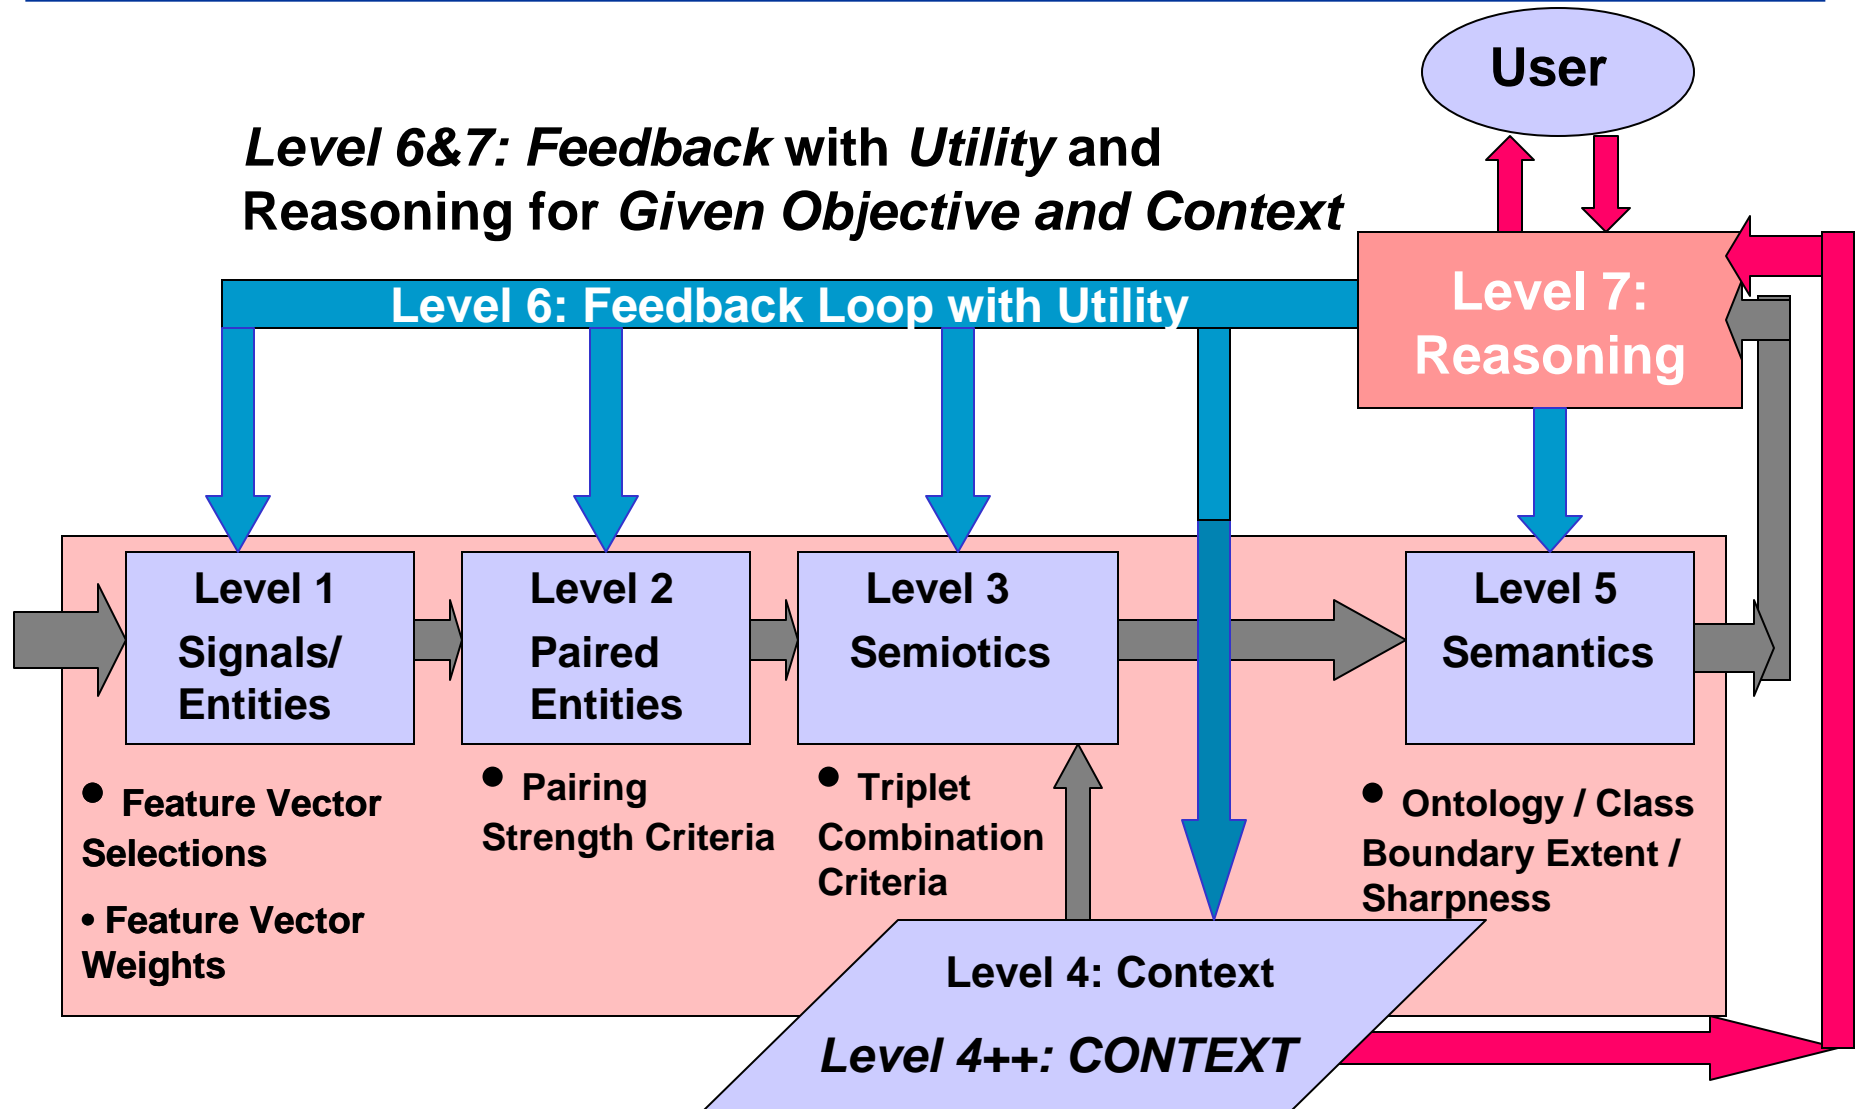 User
Level 6&7: Feedback with Utility and
Reasoning for Given Objective and Context
Level 6: Feedback Loop with Utility
Level 7:
Reasoning
Level 1
Signals/
Entities
Level 2
Paired
Entities
Level 3
Semiotics
Level 5
Semantics
• Feature Vector
Selections
• Feature Vector
Weights
• Pairing
Strength Criteria
• Triplet
Combination
Criteria
• Ontology / Class
Boundary Extent /
Sharpness
Level 4: Context
Level 4++: CONTEXT